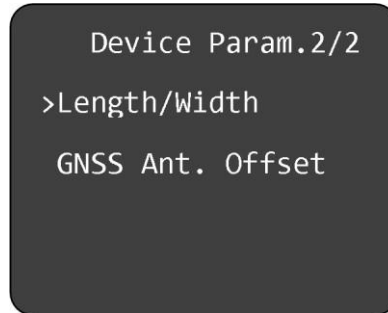 Device Param.2/2
>Length/Width
GNSS Ant. Offset